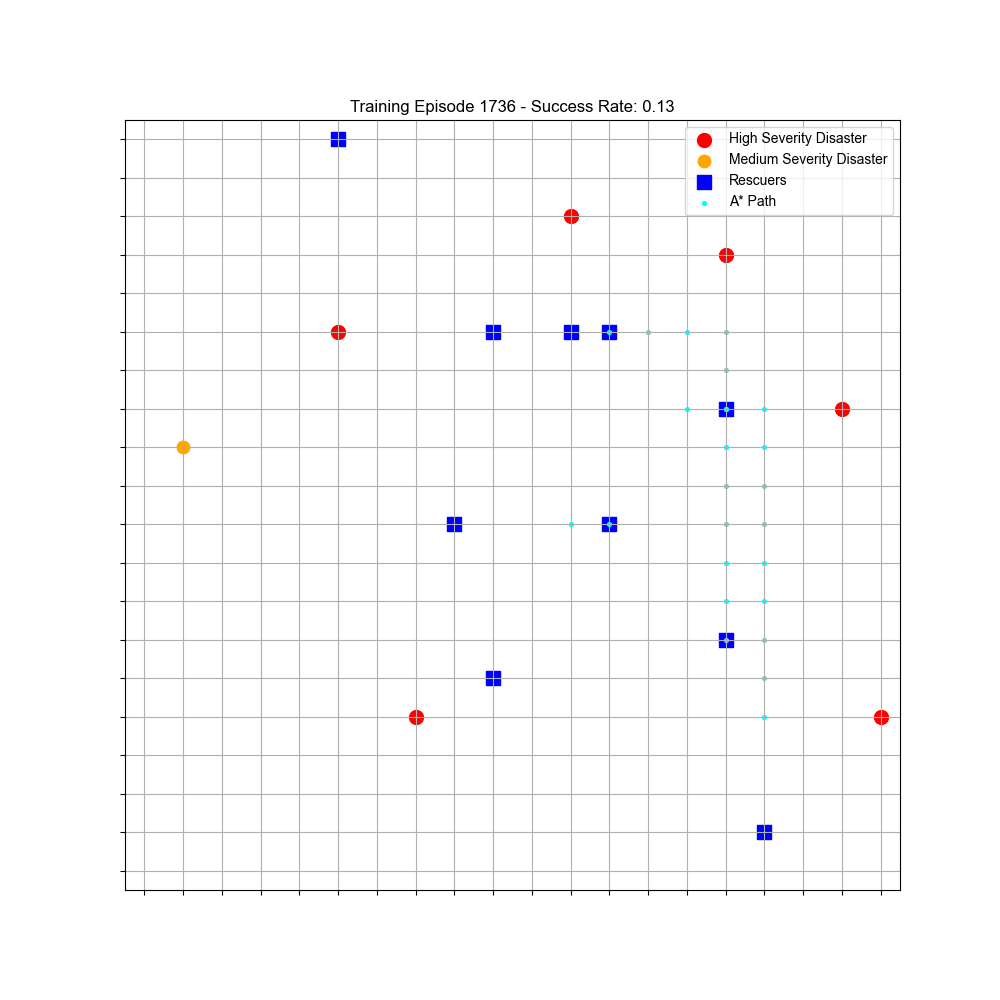 Training Episode 1736 - Success Rate: 0.13
High Severity Disaster
Medium Severity Disaster
Rescuers
A* Path